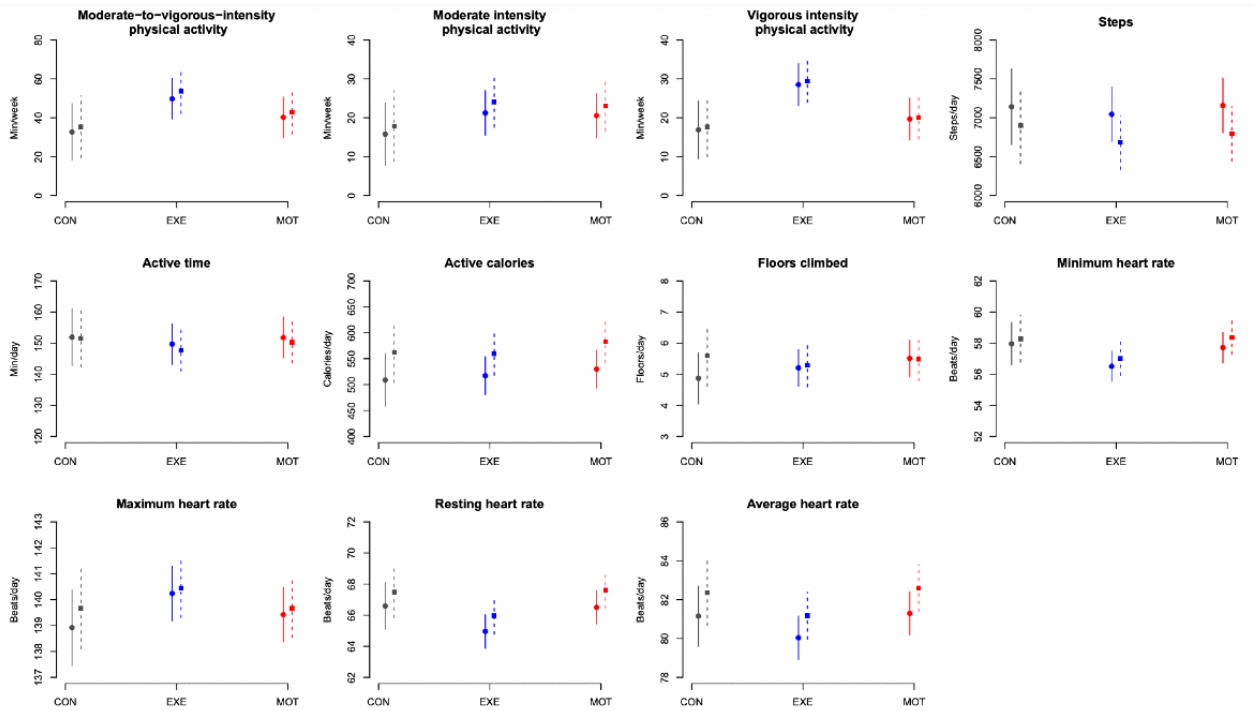 Moderate−to−vigorous−intensity
physical activity
Min/week
0 20 40 60 80
CON EXE MOT
Moderate intensity
physical activity
Min/week
0 10 20 30 40
CON EXE MOT
Vigorous intensity
physical activity
Min/week
0 10 20 30 40
CON EXE MOT
Steps
Steps/day
6000 6500 7000 7500 8000
CON EXE MOT
Active time
Min/day
120 130 140 150 160 170
CON EXE MOT
Active calories
Calories/day
400 450 500 550 600 650 700
CON EXE MOT
Floors climbed
Floors/day
3 4 5 6 7 8
CON EXE MOT
Minimum heart rate
Beats/day
52 54 56 58 60 62
CON EXE MOT
Maximum heart rate
Beats/day
137 138 139 140 141 142 143
CON EXE MOT
Resting heart rate
Beats/day
62 64 66 68 70 72
CON EXE MOT
Average heart rate
Beats/day
78 80 82 84 86
CON EXE MOT